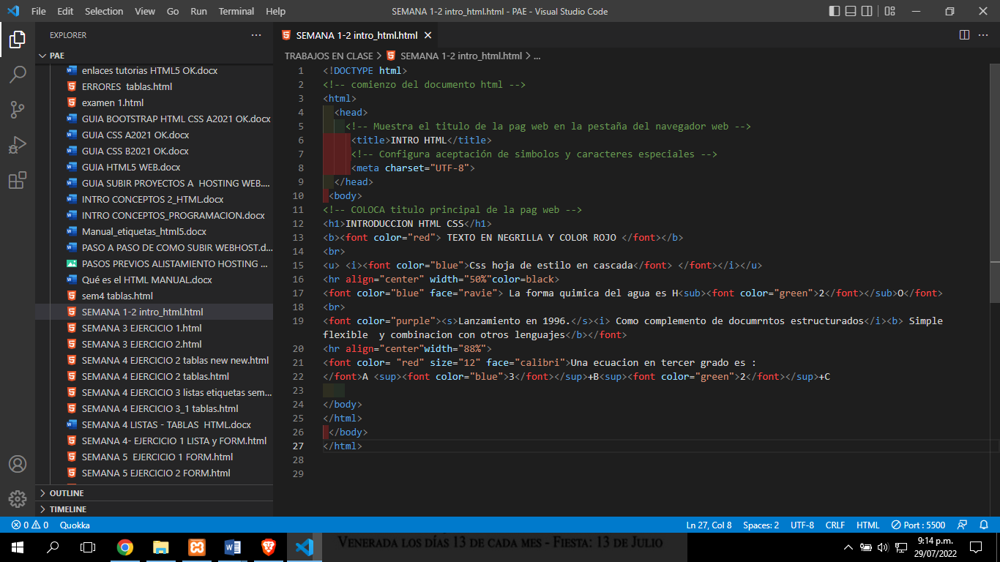 File Edit Selection View Go Run Terminal Help
SEMANA 1-2 intro_html.html - PAE - Visual Studio Code
EXPLORER
PAE
enlaces tutorias HTML5 OK.docx
ERRORES tablas.html
examen 1.html
GUIA BOOTSTRAP HTML CSS A2021 OK.docx
GUIA CSS A2021 OK.docx
GUIA CSS B2021 OK.docx
GUIA HTML5 WEB.docx
GUIA SUBIR PROYECTOS A HOSTING WEB....
INTRO CONCEPTOS 2_HTML.docx
INTRO CONCEPTOS_PROGRAMACION.docx
Manual_etiquetas_html5.docx
PASO A PASO DE COMO SUBIR WEBHOST.d...
PASOS PREVIOS ALISTAMIENTO HOSTING ...
Qué es el HTML MANUAL.docx
sem4 tablas.html
SEMANA 1-2 intro_html.html
SEMANA 3 EJERCICIO 1.html
SEMANA 3 EJERCICIO 2.html
SEMANA 4 EJERCICIO 2 tablas new new.html
SEMANA 4 EJERCICIO 2 tablas.html
SEMANA 4 EJERCICIO 3 listas etiquetas sem...
SEMANA 4 EJERCICIO 3_1 tablas.html
SEMANA 4 LISTAS - TABLAS HTML.docx
SEMANA 4- EJERCICIO 1 LISTA y FORM.html
SEMANA 5 EJERCICIO 1 FORM.html
SEMANA 5 EJERCICIO 2 FORM.html
OUTLINE
TIMELINE
SEMANA 1-2 intro_html.html
TRABAJOS EN CLASE > SEMANA 1-2 intro_html.html > ...
1 <!DOCTYPE html>
2 <!-- comienzo del documento html -->
3 <html>
4 <head>
5 <!-- Muestra el titulo de la pag web en la pestaña del navegador web -->
6 <title>INTRO HTML</title>
7 <!-- Configura aceptación de simbolos y caracteres especiales -->
8 <meta charset="UTF-8">
9 </head>
10 <body>
11 <!-- COLOCA titulo principal de la pag web -->
12 <h1>INTRODUCCION HTML CSS</h1>
13 <b><font color="red"> TEXTO EN NEGRILLA Y COLOR ROJO </font></b>
14 <br>
15 <u> <i><font color="blue">Css hoja de estilo en cascada</font> </font></i></u>
16 <hr align="center" width="50%"color=black>
17 <font color="blue" face="ravie"> La forma quimica del agua es H<sub><font color="green">2</font></sub>O</font>
18 <br>
19 <font color="purple"><s>Lanzamiento en 1996.</s><i> Como complemento de documrntos estructurados</i><b> Simple
flexible  y combinacion con otros lenguajes</b></font>
20 <hr align="center"width="88%">
21 <font color= "red" size="12" face="calibri">Una ecuacion en tercer grado es :
22 </font>A <sup><font color="blue">3</font></sup>+B<sup><font color="green">2</font></sup>+C
23
24 </body>
25 </html>
26 </body>
27 </html>
28
29
0 0 Quokka
Ln 27, Col 8 Spaces: 2 UTF-8 CRLF HTML Port : 5500
VENERADA LOS DÍAS 13 DE CADA MES - FIESTA: 13 DE JULIO
9:14 p.m.
29/07/2022